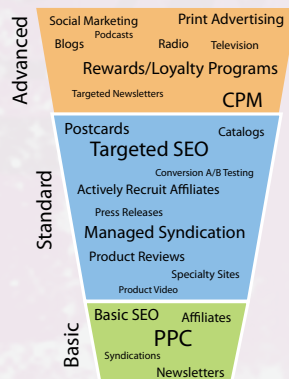 Advanced
Social Marketing
Print Advertising
Podcasts
Blogs
Radio
Television
Rewards/Loyalty Programs
Targeted Newsletters
CPM
Standard
Postcards
Catalogs
Targeted SEO
Conversion A/B Testing
Actively Recruit Affiliates
Press Releases
Managed Syndication
Product Reviews
Specialty Sites
Product Video
Basic
Basic SEO
Affiliates
PPC
Syndications
Newsletters